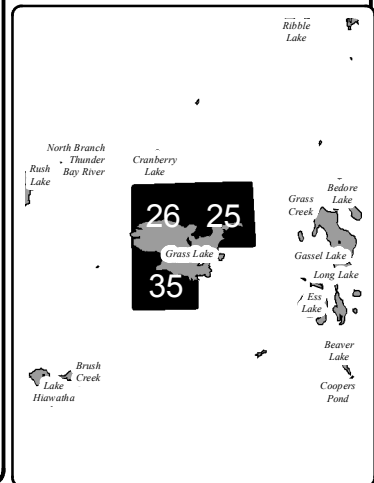 Ribble
Lake
North Branch
Thunder
Bay River
Cranberry
Lake
Rush
Lake
Bedore
Lake
Grass
Creek
26 25
Grass Lake
Gassel Lake
35
Long Lake
Ess
Lake
Beaver
Lake
Brush
Creek
Lake
Hiawatha
Coopers
Pond